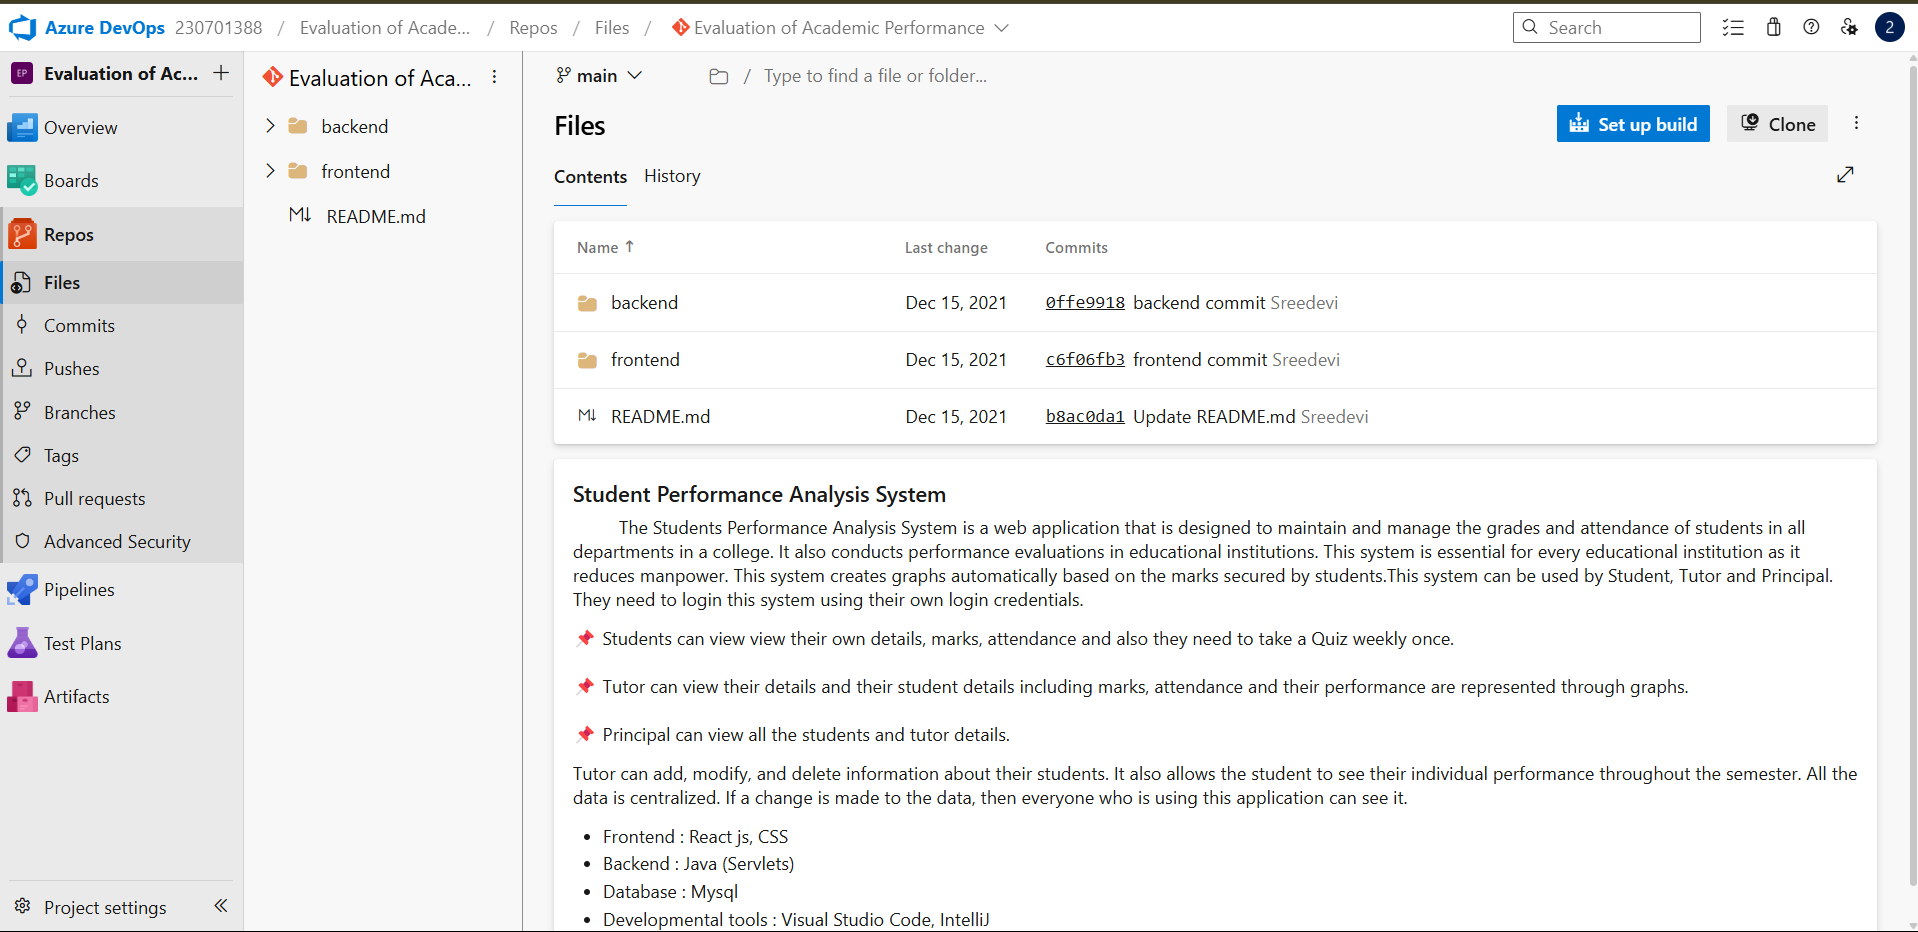 Azure DevOps 230701388 / Evaluation of Acade... / Repos / Files / Evaluation of Academic Performance
Search
2
EP Evaluation of Ac... +
Overview
Boards
Repos
Files
Commits
Pushes
Branches
Tags
Pull requests
Advanced Security
Pipelines
Test Plans
Artifacts
Project settings
Evaluation of Aca...
backend
frontend
README.md
main
/ Type to find a file or folder...
Files
Set up build
Clone
Contents History
Name ↑ Last change Commits
backend Dec 15, 2021 0ffe9918 backend commit Sreedevi
frontend Dec 15, 2021 c6f06fb3 frontend commit Sreedevi
README.md Dec 15, 2021 b8ac0da1 Update README.md Sreedevi
Student Performance Analysis System
The Students Performance Analysis System is a web application that is designed to maintain and manage the grades and attendance of students in all
departments in a college. It also conducts performance evaluations in educational institutions. This system is essential for every educational institution as it
reduces manpower. This system creates graphs automatically based on the marks secured by students.This system can be used by Student, Tutor and Principal.
They need to login this system using their own login credentials.
📌 Students can view view their own details, marks, attendance and also they need to take a Quiz weekly once.
📌 Tutor can view their details and their student details including marks, attendance and their performance are represented through graphs.
📌 Principal can view all the students and tutor details.
Tutor can add, modify, and delete information about their students. It also allows the student to see their individual performance throughout the semester. All the
data is centralized. If a change is made to the data, then everyone who is using this application can see it.
• Frontend : React js, CSS
• Backend : Java (Servlets)
• Database : Mysql
• Developmental tools : Visual Studio Code, IntelliJ